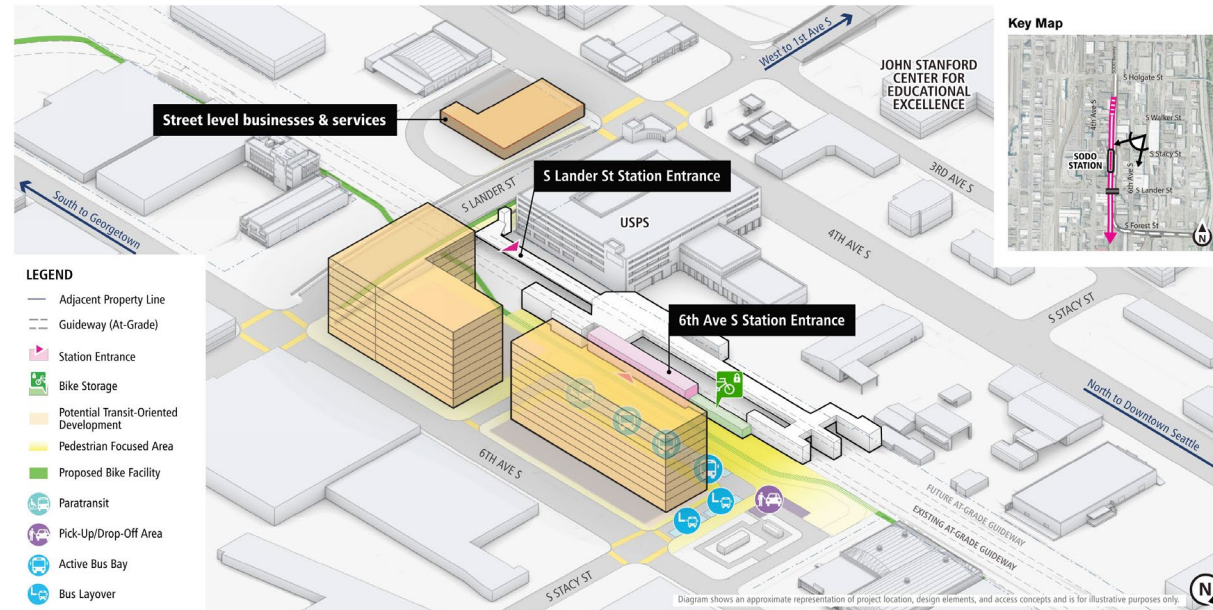 West to 1st Ave S
JOHN STANFORD
CENTER FOR
EDUCATIONAL
EXCELLENCE
Key Map
S Holgate St
4th Ave S
S Walker St
SODO
STATION
S Stacy St
6th Ave S
S Lander St
S Forest St
N
Street level businesses & services
S Lander St Station Entrance
S LANDER ST
USPS
3RD AVE S
4TH AVE S
S STACY ST
South to Georgetown
6th Ave S Station Entrance
North to Downtown Seattle
LEGEND
Adjacent Property Line
Guideway (At-Grade)
Station Entrance
Bike Storage
Potential Transit-Oriented
Development
Pedestrian Focused Area
Proposed Bike Facility
Paratransit
Pick-Up/Drop-Off Area
Active Bus Bay
Bus Layover
6TH AVE S
FUTURE AT-GRADE GUIDEWAY
EXISTING AT-GRADE GUIDEWAY
S STACY ST
Diagram shows an approximate representation of project location, design elements, and access concepts and is for illustrative purposes only.
N